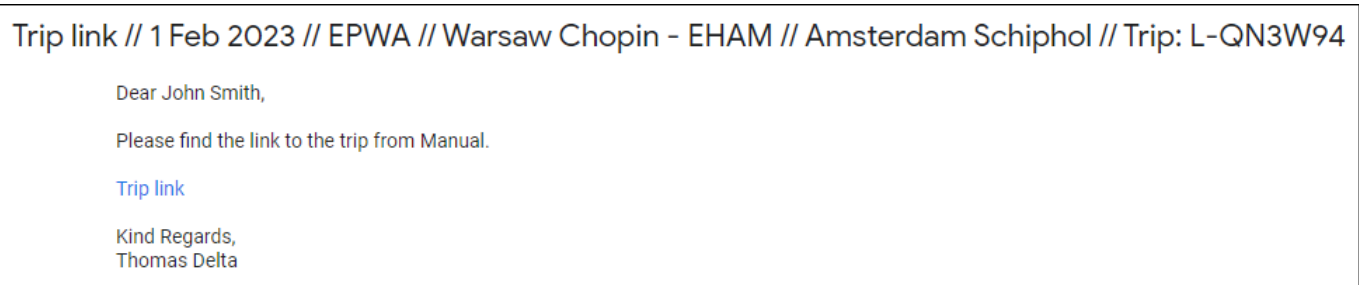 Trip link // 1 Feb 2023 // EPWA // Warsaw Chopin - EHAM // Amsterdam Schiphol // Trip: L-QN3W94
Dear John Smith,
Please find the link to the trip from Manual.
Trip link
Kind Regards,
Thomas Delta